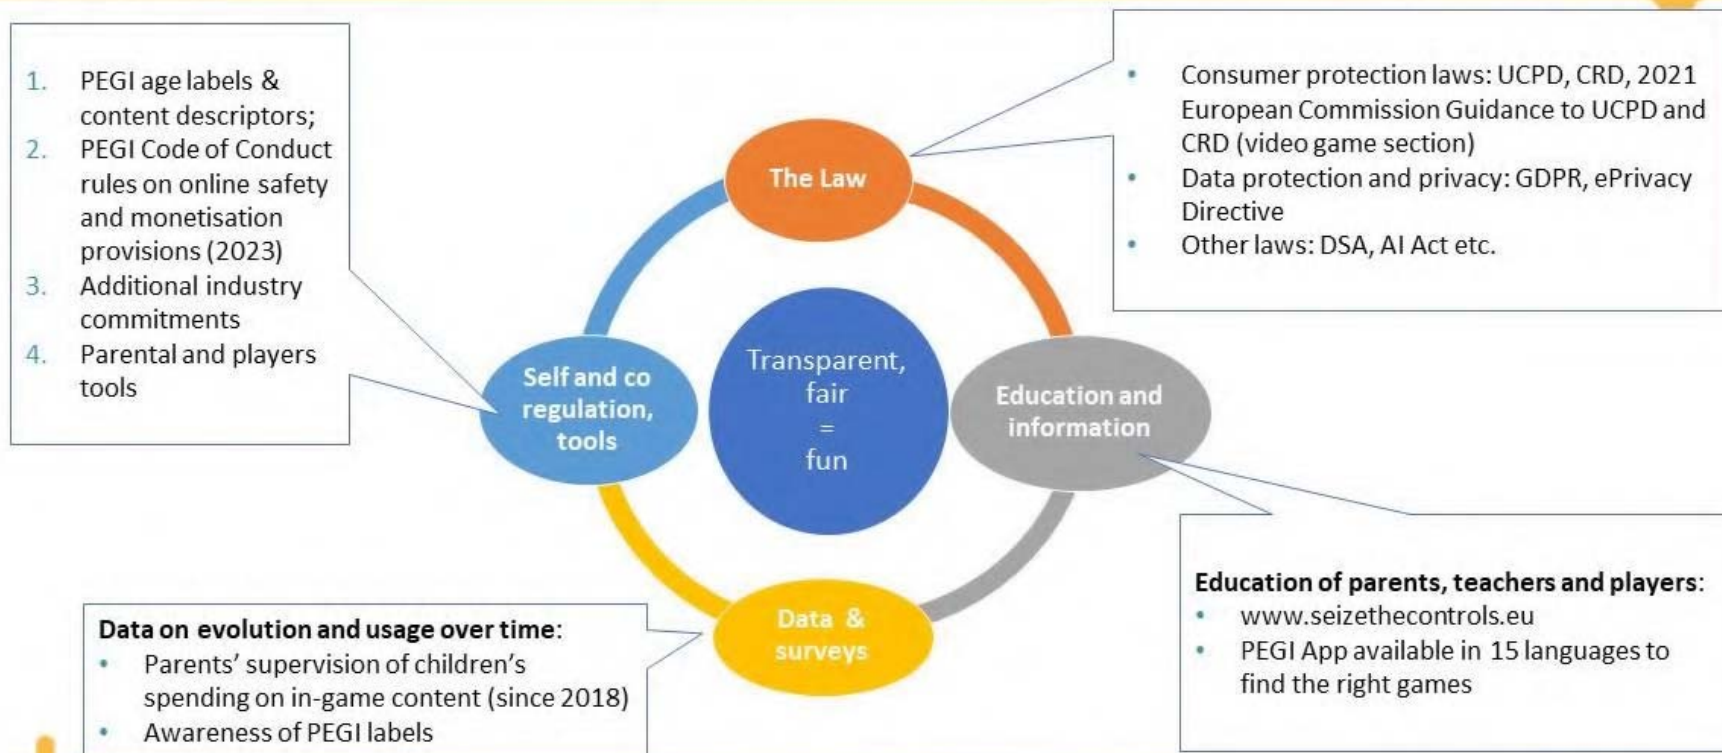 1. PEGI age labels &
content descriptors;
2. PEGI Code of Conduct
rules on online safety
and monetisation
provisions (2023)
3. Additional industry
commitments
4. Parental and players
tools
The Law
• Consumer protection laws: UCPD, CRD, 2021
European Commission Guidance to UCPD and
CRD (video game section)
• Data protection and privacy: GDPR, ePrivacy
Directive
• Other laws: DSA, AI Act etc.
Self and co
regulation,
tools
Transparent,
fair
=
fun
Education and
information
Data &
surveys
Data on evolution and usage over time:
• Parents’ supervision of children’s
spending on in-game content (since 2018)
• Awareness of PEGI labels
Education of parents, teachers and players:
• www.seizethecontrols.eu
• PEGI App available in 15 languages to
find the right games